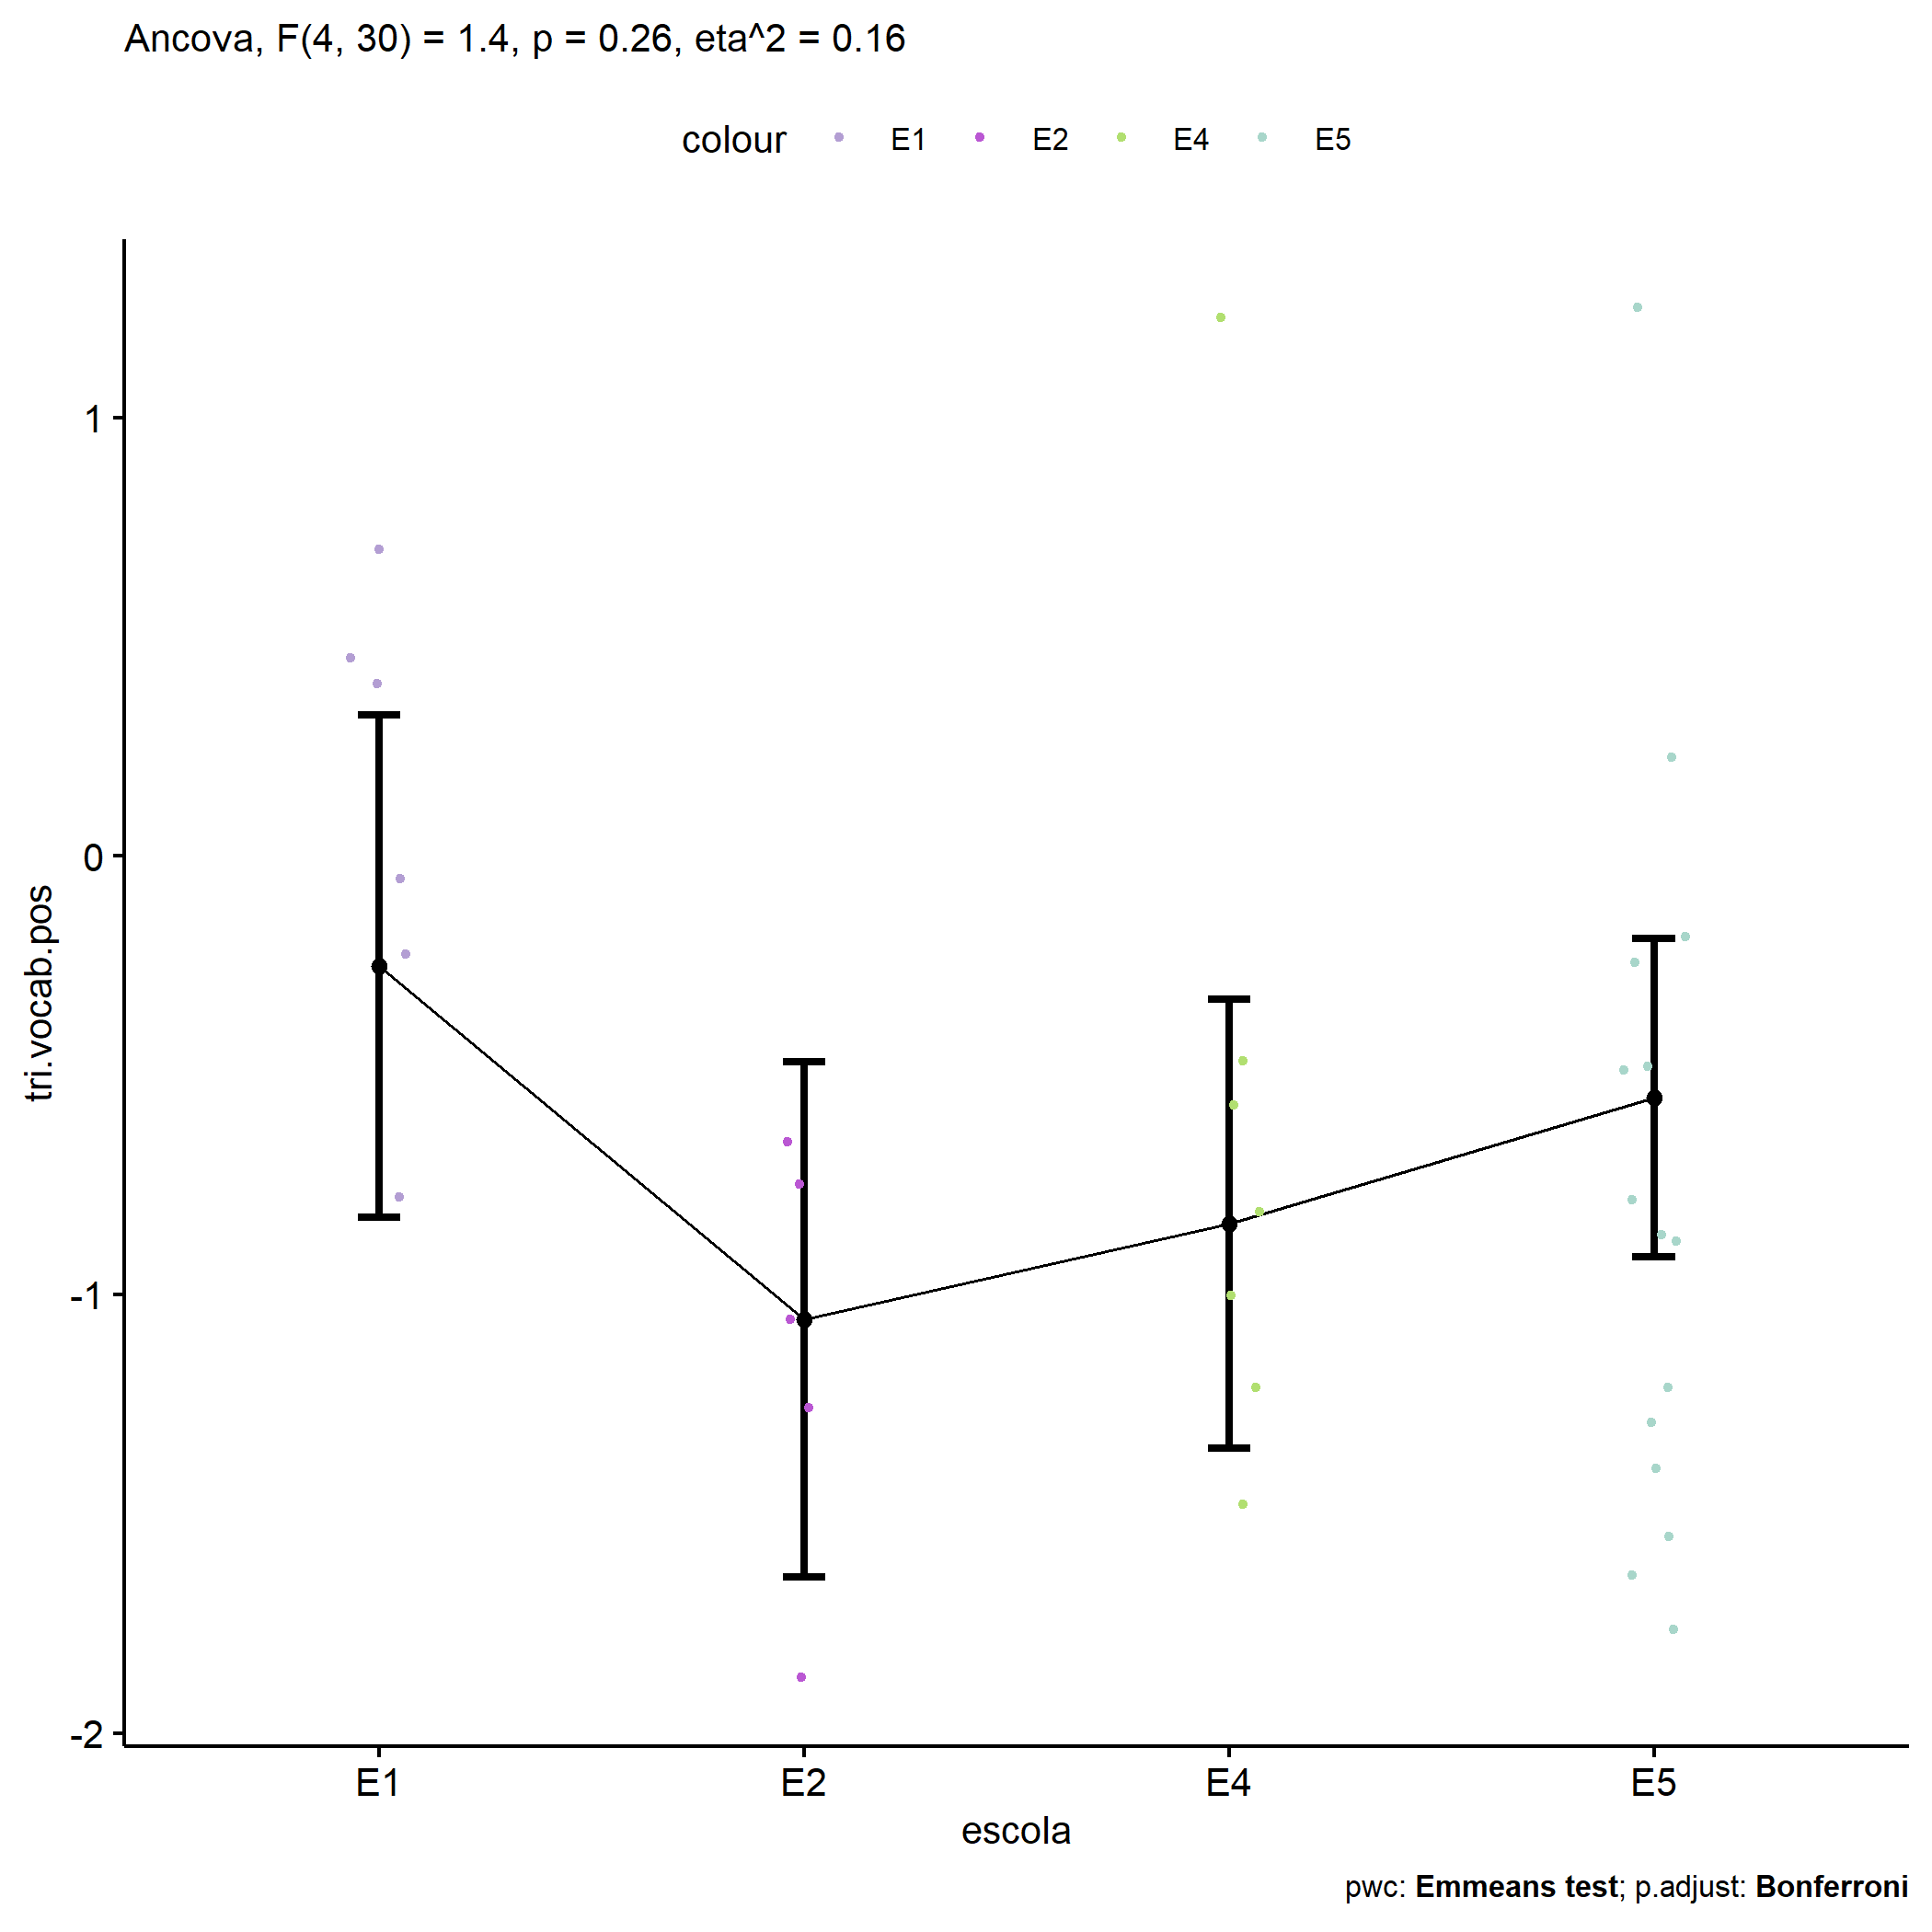 Ancova, F(4, 30) = 1.4, p = 0.26, eta^2 = 0.16
colour E1 E2 E4 E5
1
0
-1
-2
tri.vocab.pos
E1 E2 E4 E5
escola
pwc: Emmeans test; p.adjust: Bonferroni